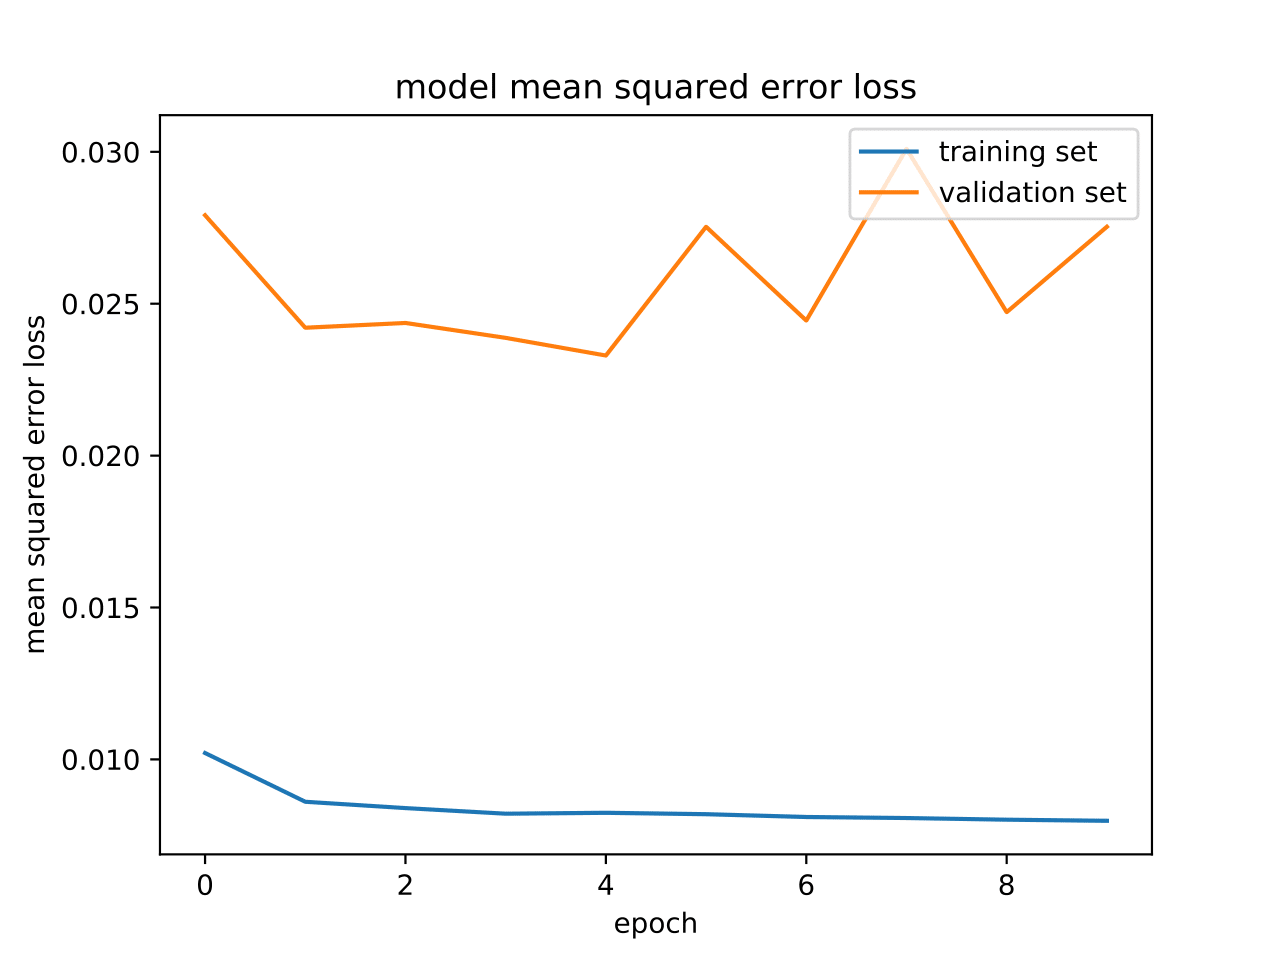 model mean squared error loss
training set
validation set
0.030
0.025
0.020
0.015
0.010
mean squared error loss
0 2 4 6 8
epoch